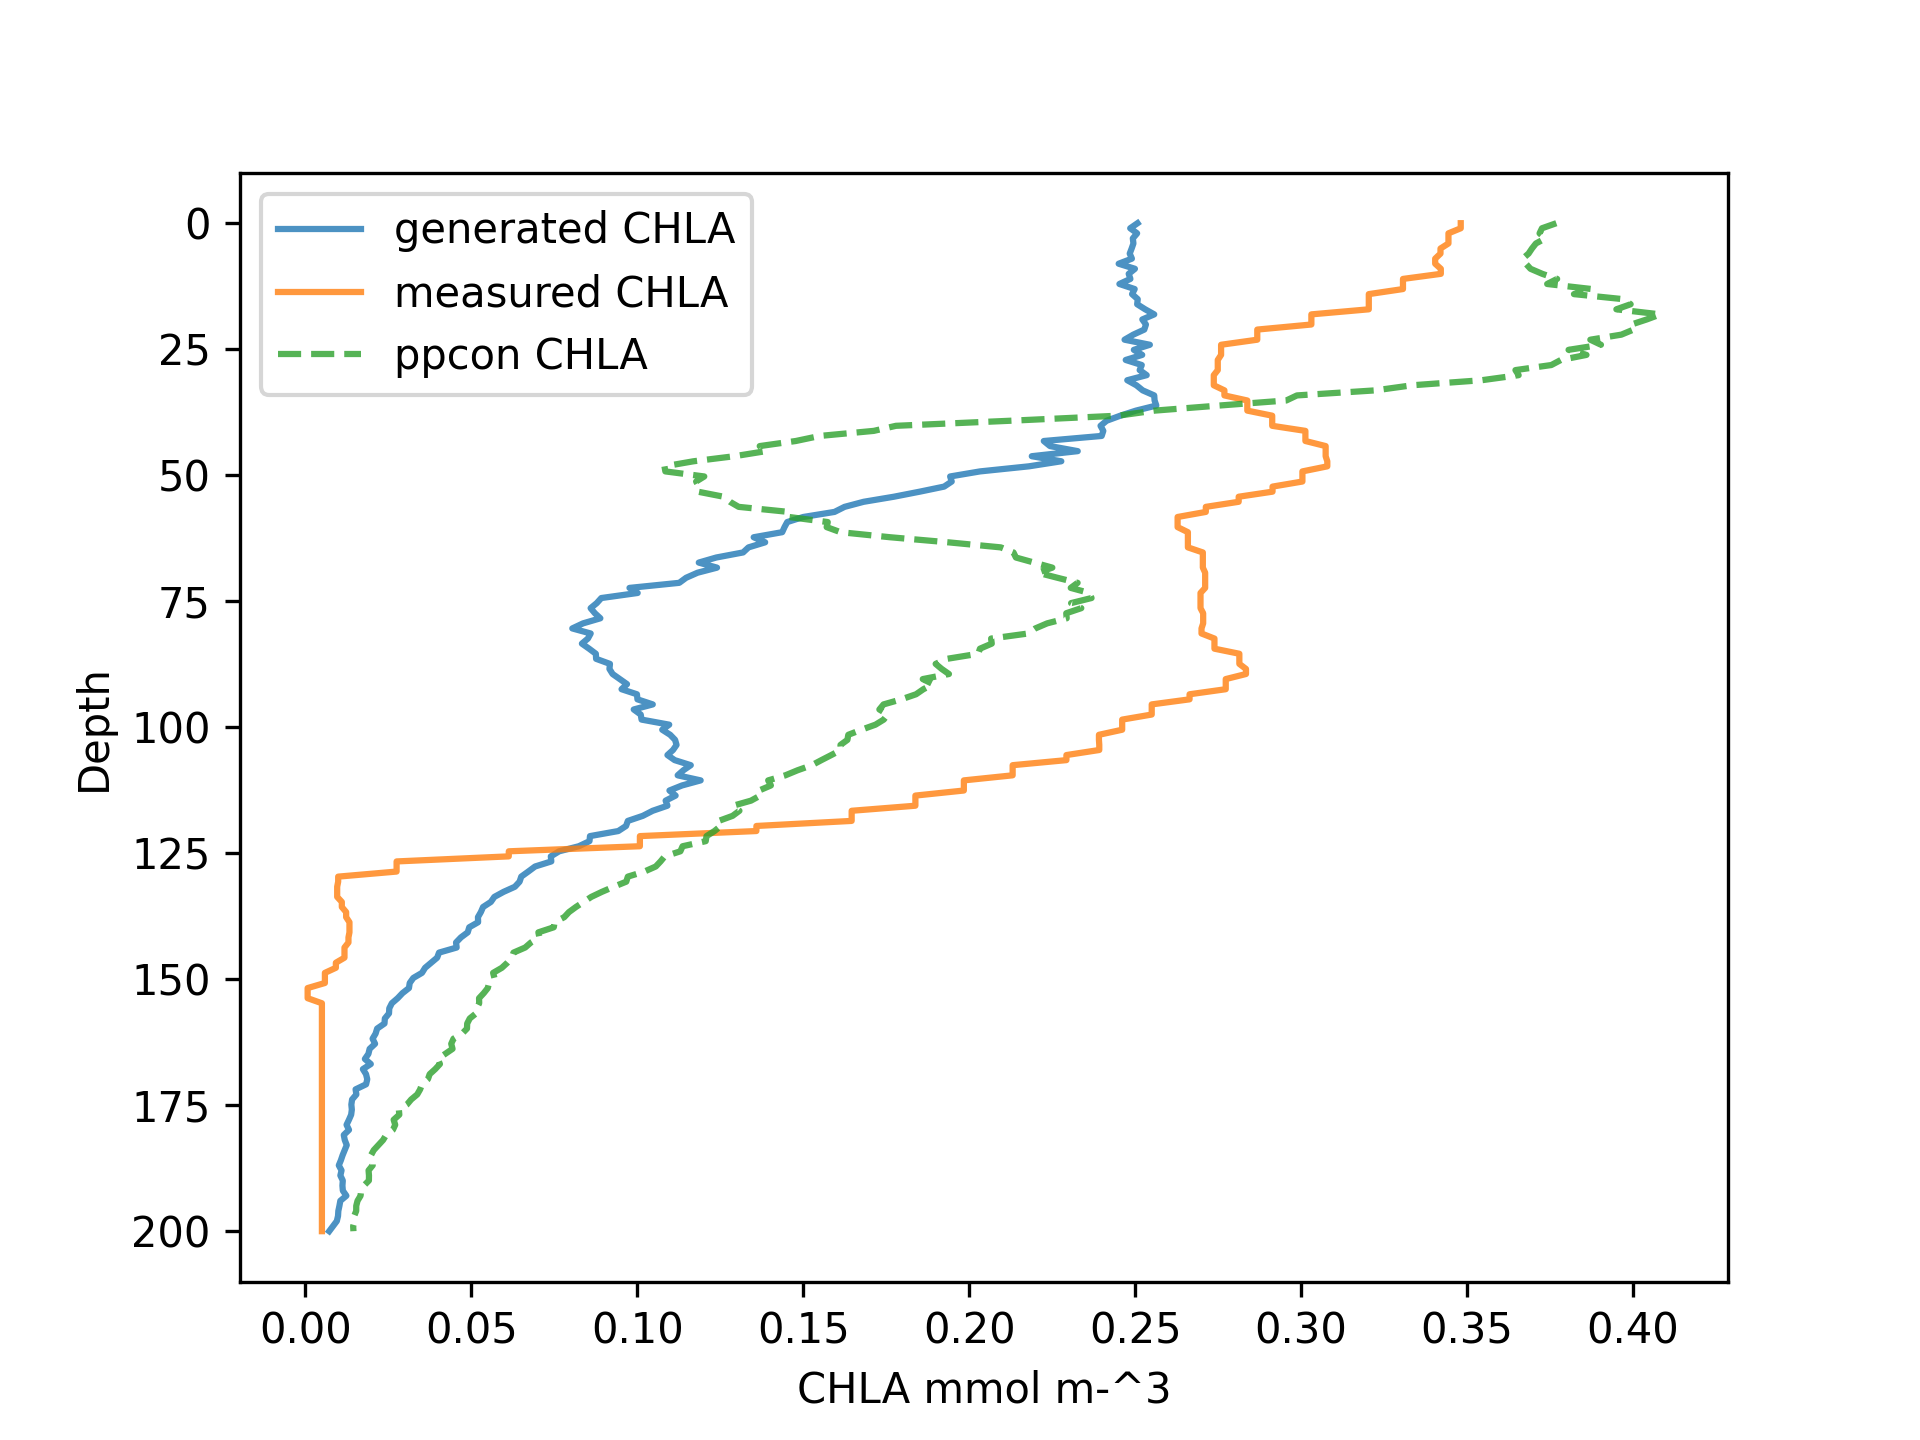 generated CHLA
measured CHLA
ppcon CHLA
0
25
50
75
100
125
150
175
200
Depth
0.00 0.05 0.10 0.15 0.20 0.25 0.30 0.35 0.40
CHLA mmol m-^3